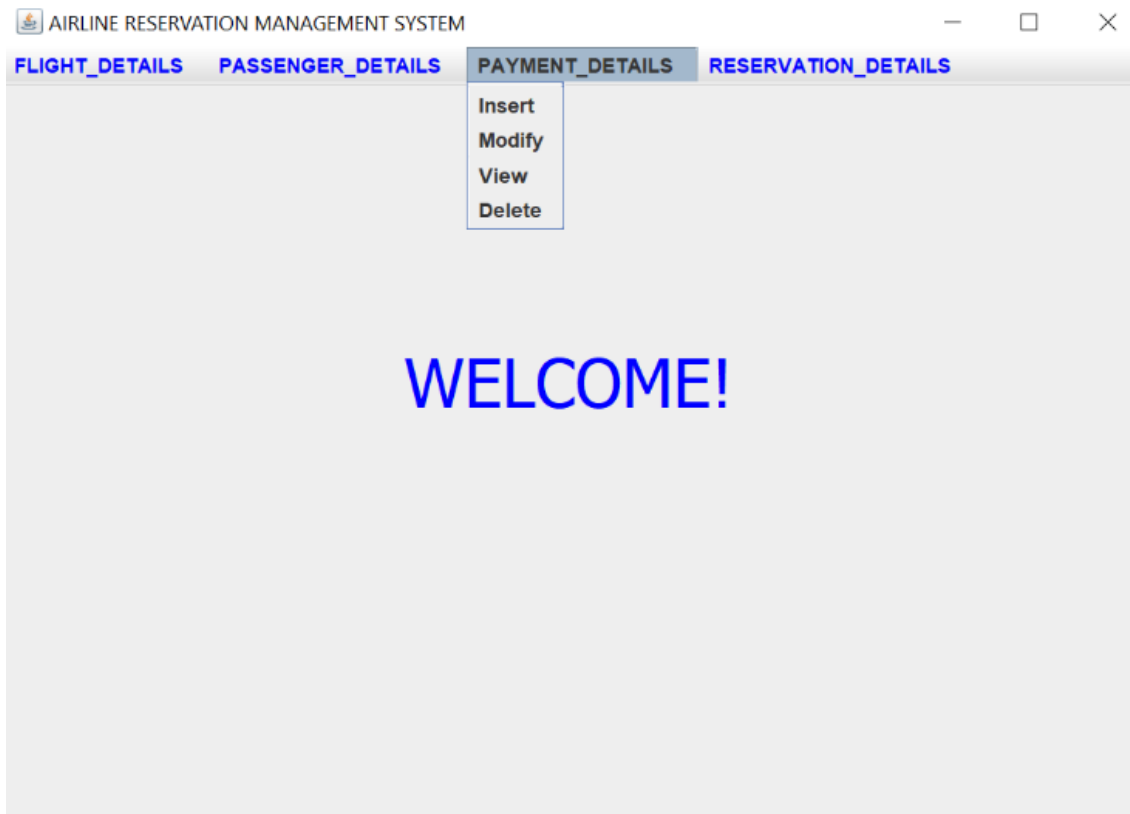 AIRLINE RESERVATION MANAGEMENT SYSTEM
FLIGHT_DETAILS PASSENGER_DETAILS PAYMENT_DETAILS RESERVATION_DETAILS
Insert
Modify
View
Delete
WELCOME!